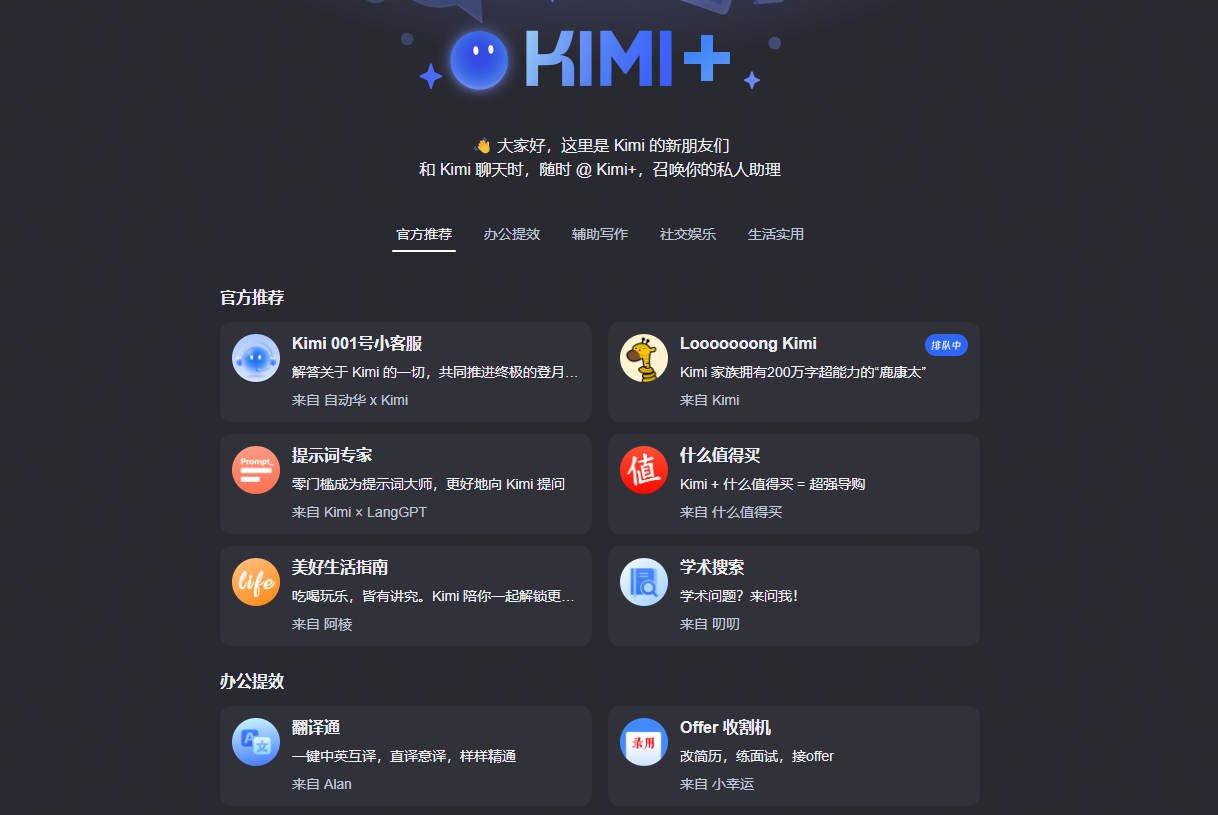 KIMI+
👋 大家好，这里是 Kimi 的新朋友们
和 Kimi 聊天时，随时 @ Kimi+，召唤你的私人助理
官方推荐 办公提效 辅助写作 社交娱乐 生活实用
官方推荐
Kimi 001号小客服
解答关于 Kimi 的一切，共同推进终极的登月…
来自 自动华 x Kimi
Looooooong Kimi
排队中
Kimi 家族拥有200万字超能力的“鹿康太”
来自 Kimi
Prompt_
提示词专家
零门槛成为提示词大师，更好地向 Kimi 提问
来自 Kimi × LangGPT
值
什么值得买
Kimi + 什么值得买 = 超强导购
来自 什么值得买
life
美好生活指南
吃喝玩乐，皆有讲究。Kimi 陪你一起解锁更…
来自 阿棱
学术搜索
学术问题？来问我！
来自 叨叨
办公提效
A 文
翻译通
一键中英互译，直译意译，样样精通
来自 Alan
录用
Offer 收割机
改简历，练面试，接offer
来自 小幸运